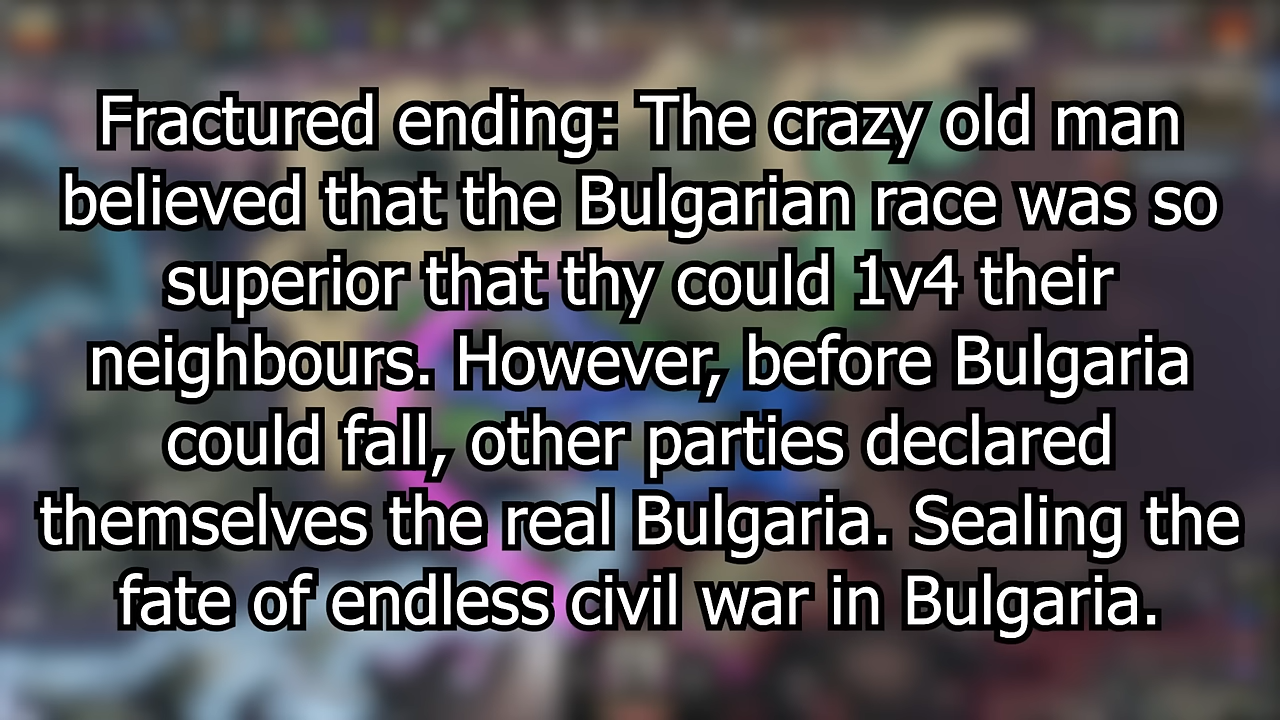 Fractured ending: The crazy old man
believed that the Bulgarian race was so
superior that thy could 1v4 their
neighbours. However, before Bulgaria
could fall, other parties declared
themselves the real Bulgaria. Sealing the
fate of endless civil war in Bulgaria.